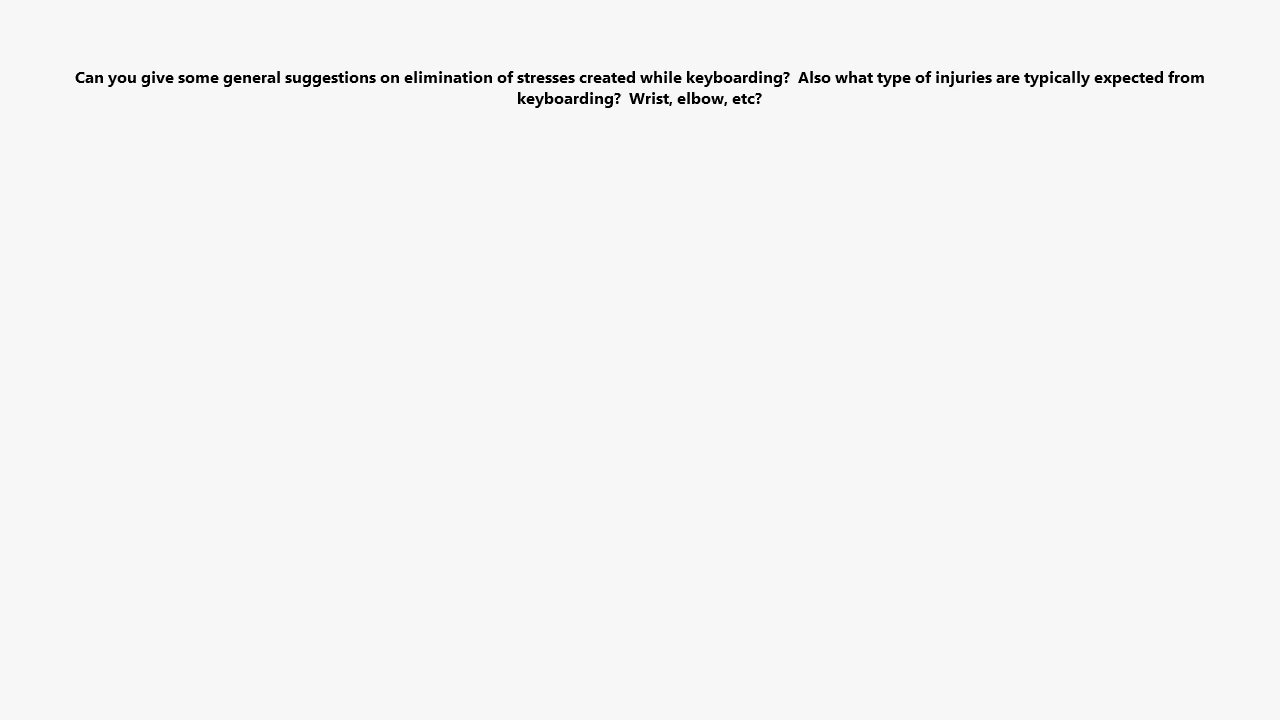 Can you give some general suggestions on elimination of stresses created while keyboarding?  Also what type of injuries are typically expected from
keyboarding?  Wrist, elbow, etc?